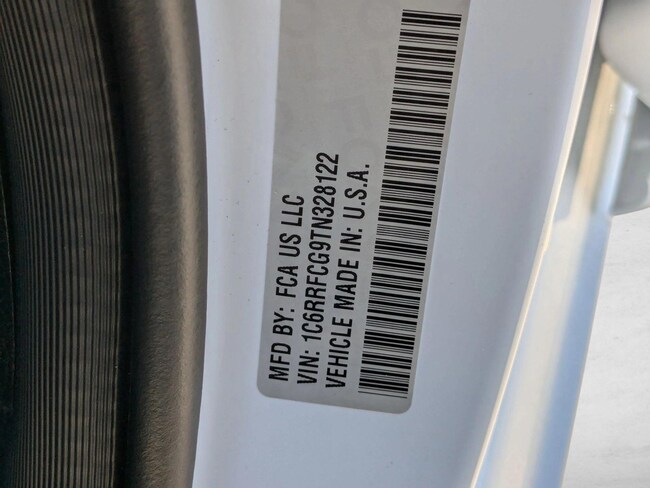 MFD BY: FCA US LLC
VIN: 1C6RRFCG9TN328122
VEHICLE MADE IN: U.S.A.